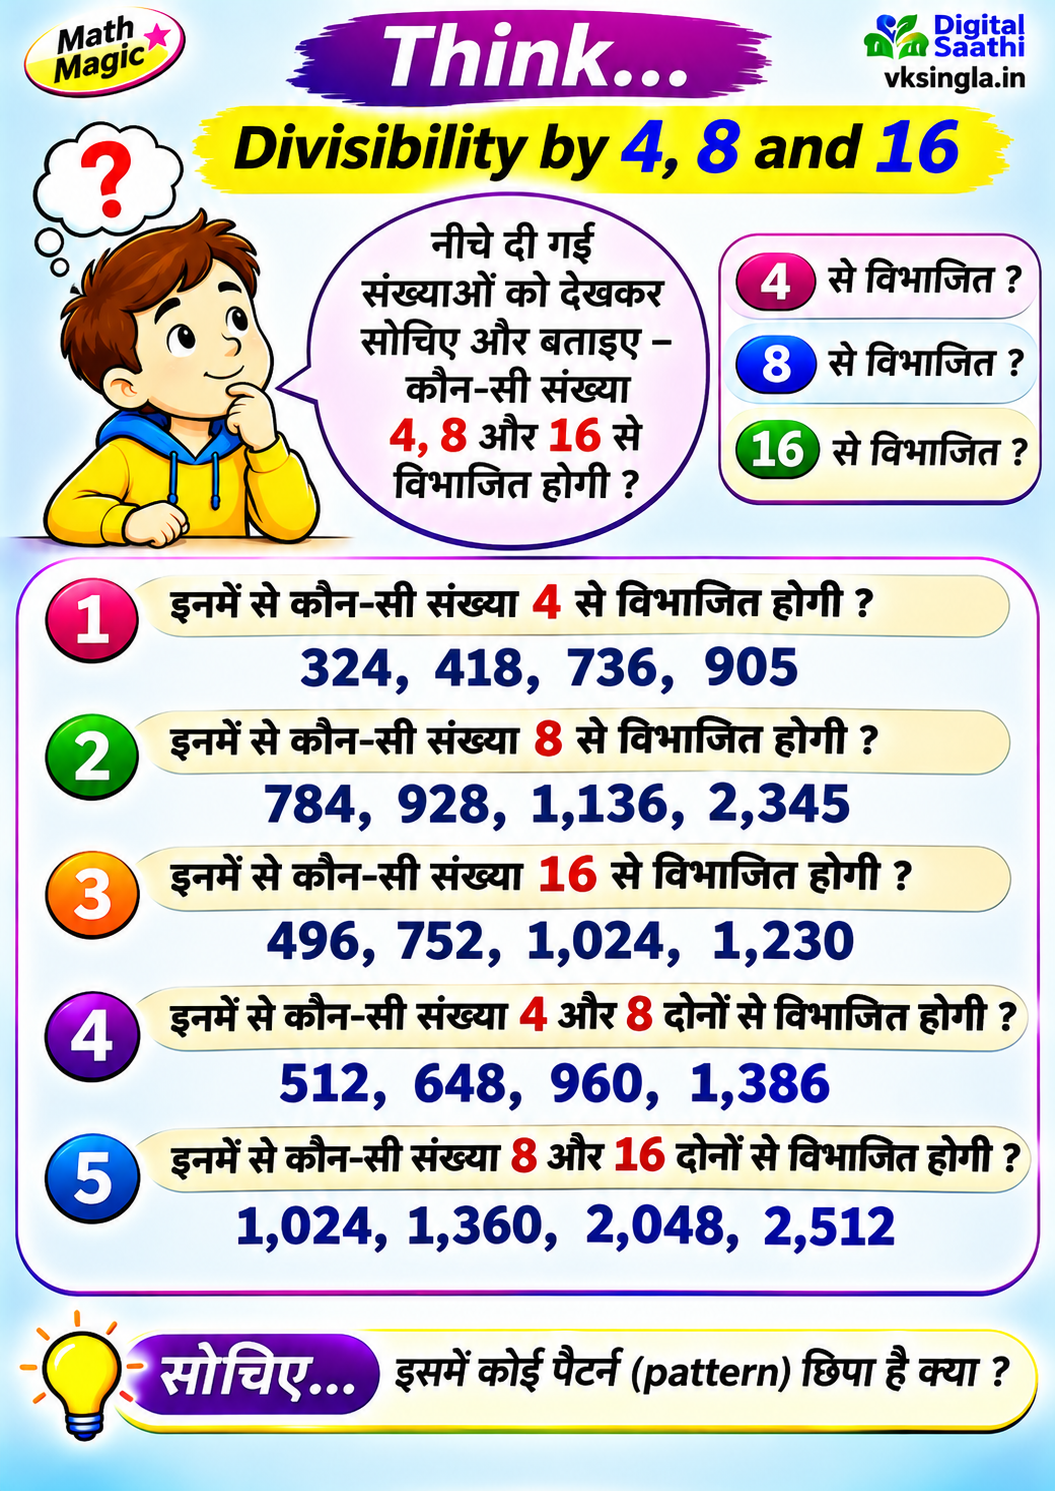 Math
Magic
Think...
Digital
Saathi
vksingla.in
Divisibility by 4, 8 and 16
?
नीचे दी गई
संख्याओं को देखकर
सोचिए और बताइए –
कौन-सी संख्या
4, 8 और 16 से
विभाजित होगी ?
4 से विभाजित ?
8 से विभाजित ?
16 से विभाजित ?
1 इनमें से कौन-सी संख्या 4 से विभाजित होगी ?
324, 418, 736, 905
2 इनमें से कौन-सी संख्या 8 से विभाजित होगी ?
784, 928, 1,136, 2,345
3 इनमें से कौन-सी संख्या 16 से विभाजित होगी ?
496, 752, 1,024, 1,230
4 इनमें से कौन-सी संख्या 4 और 8 दोनों से विभाजित होगी ?
512, 648, 960, 1,386
5 इनमें से कौन-सी संख्या 8 और 16 दोनों से विभाजित होगी ?
1,024, 1,360, 2,048, 2,512
सोचिए... इसमें कोई पैटर्न (pattern) छिपा है क्या ?